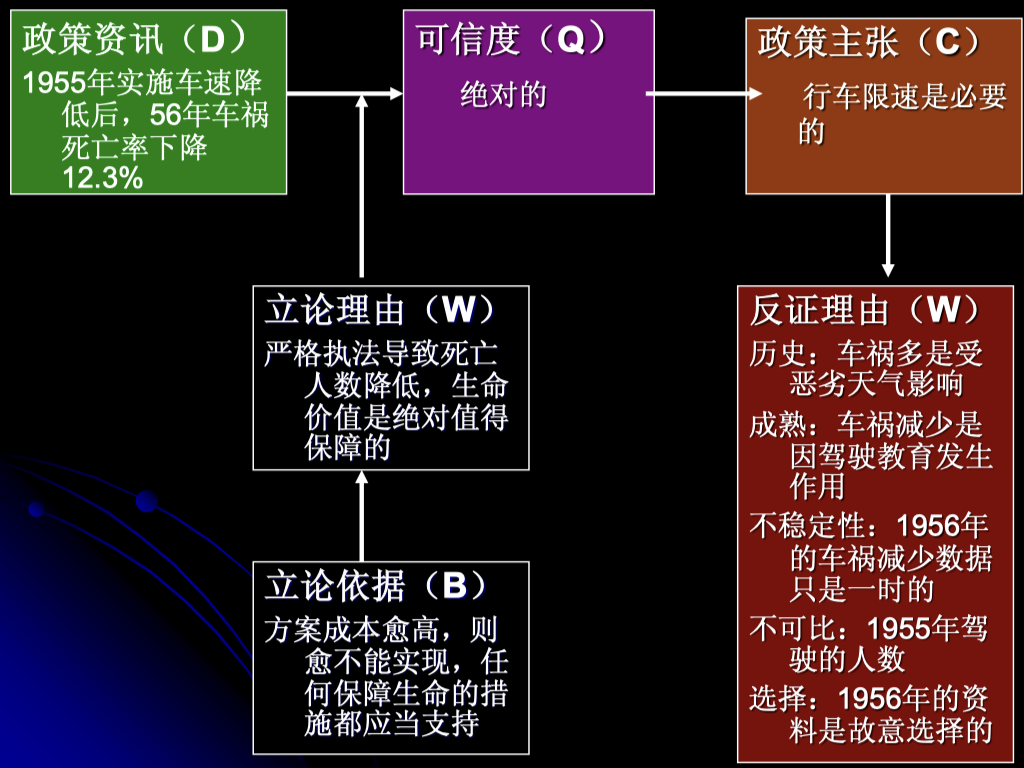 政策资讯（D）
1955年实施车速降
低后，56年车祸
死亡率下降
12.3%
可信度（Q）
绝对的
政策主张（C）
行车限速是必要
的
立论理由（W）
严格执法导致死亡
人数降低，生命
价值是绝对值得
保障的
立论依据（B）
方案成本愈高，则
愈不能实现，任
何保障生命的措
施都应当支持
反证理由（W）
历史：车祸多是受
恶劣天气影响
成熟：车祸减少是
因驾驶教育发生
作用
不稳定性：1956年
的车祸减少数据
只是一时的
不可比：1955年驾
驶的人数
选择：1956年的资
料是故意选择的